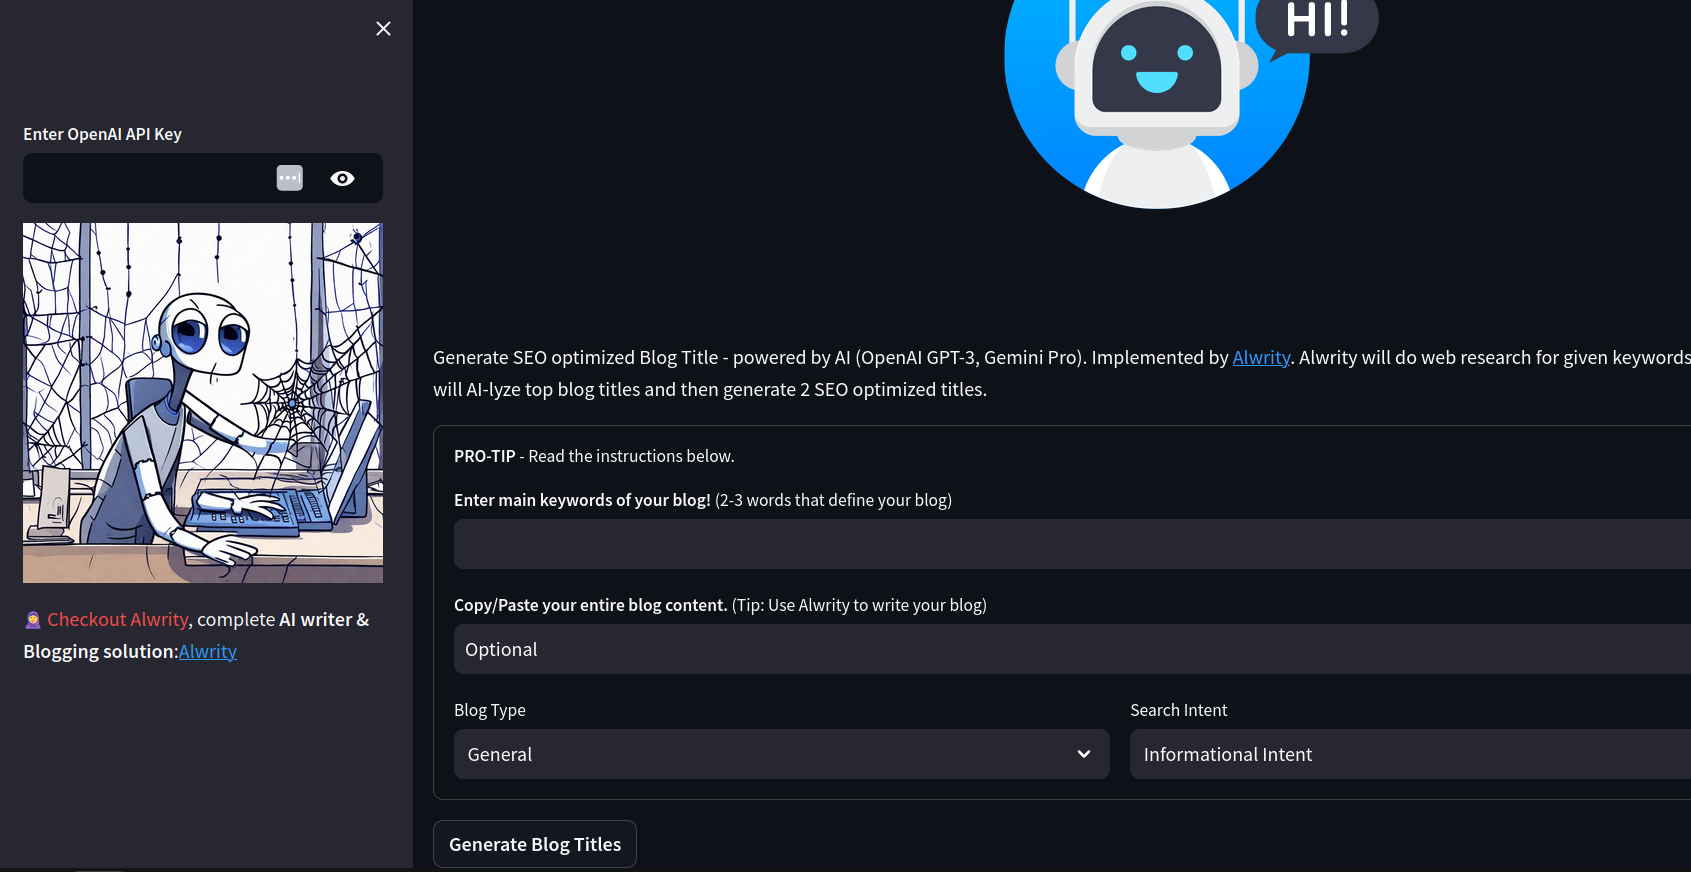 Enter OpenAI API Key
Checkout Alwrity, complete AI writer &
Blogging solution:Alwrity
HI!
Generate SEO optimized Blog Title - powered by AI (OpenAI GPT-3, Gemini Pro). Implemented by Alwrity. Alwrity will do web research for given keywords
will AI-lyze top blog titles and then generate 2 SEO optimized titles.
PRO-TIP - Read the instructions below.
Enter main keywords of your blog! (2-3 words that define your blog)
Copy/Paste your entire blog content. (Tip: Use Alwrity to write your blog)
Optional
Blog Type
Search Intent
General
Informational Intent
Generate Blog Titles